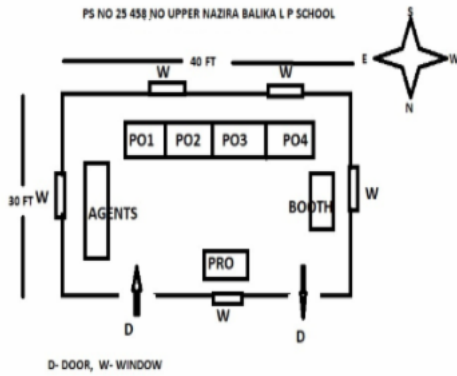 PS NO 25 458 NO UPPER NAZIRA BALIKA L P SCHOOL
S
E
W
N
40 FT
W
W
PO1 PO2 PO3 PO4
30 FT
W
AGENTS
BOOTH
W
PRO
W
D
D
D- DOOR, W- WINDOW